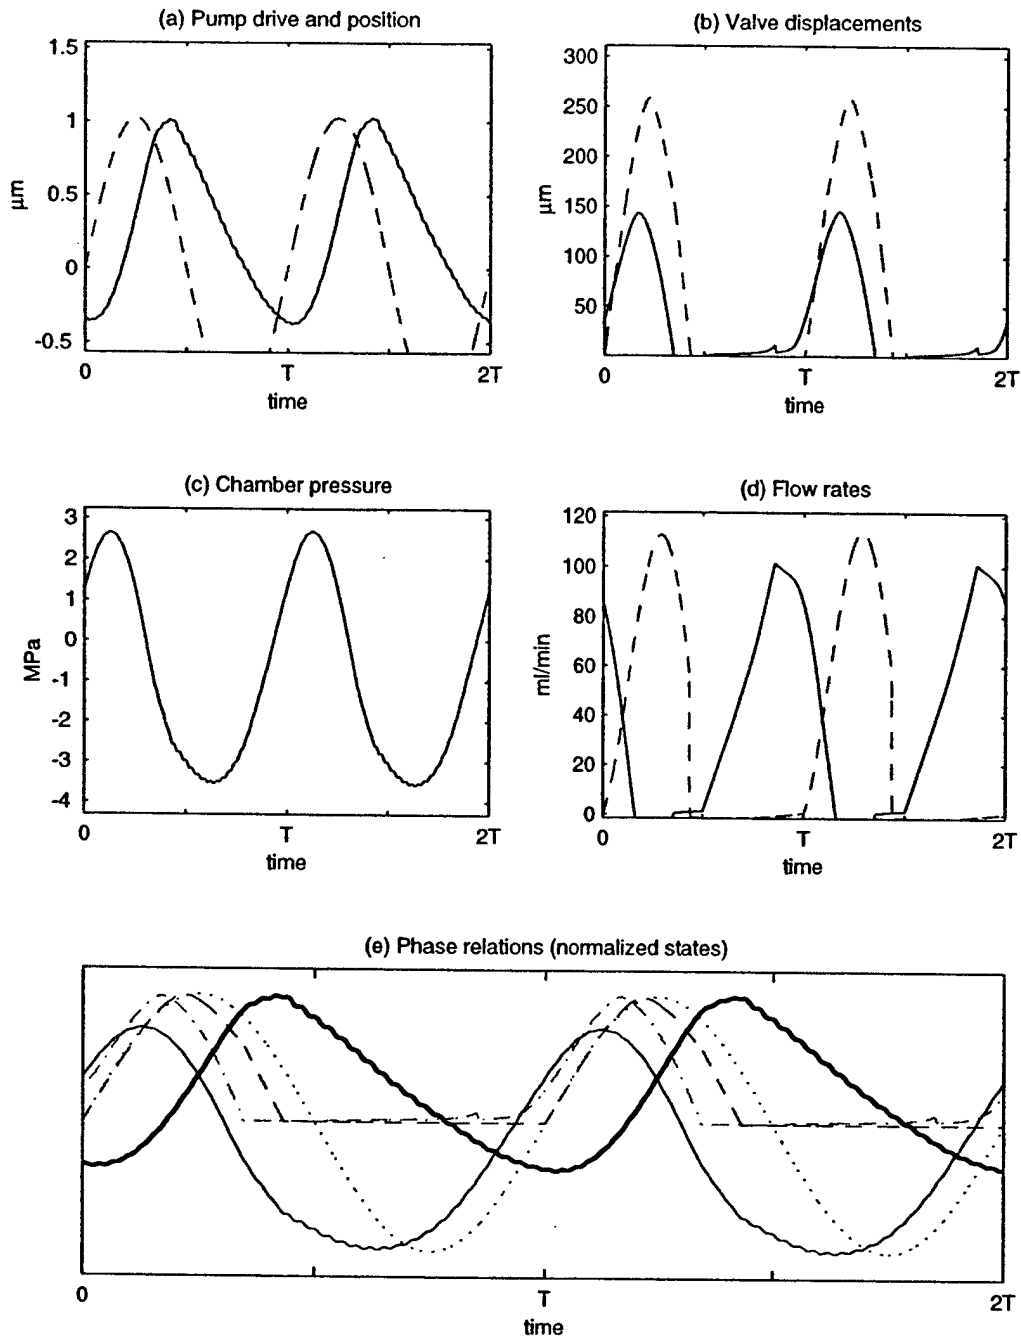 (a) Pump drive and position
1.5
1
0.5
0
-0.5
μm
0
T
2T
time
(b) Valve displacements
300
250
200
150
100
50
μm
0
T
2T
time
(c) Chamber pressure
3
2
1
0
-1
-2
-3
-4
MPa
0
T
2T
time
(d) Flow rates
120
100
80
60
40
20
0
ml/min
0
T
2T
time
(e) Phase relations (normalized states)
0
T
2T
time